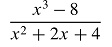 x³ − 8
x² + 2x + 4